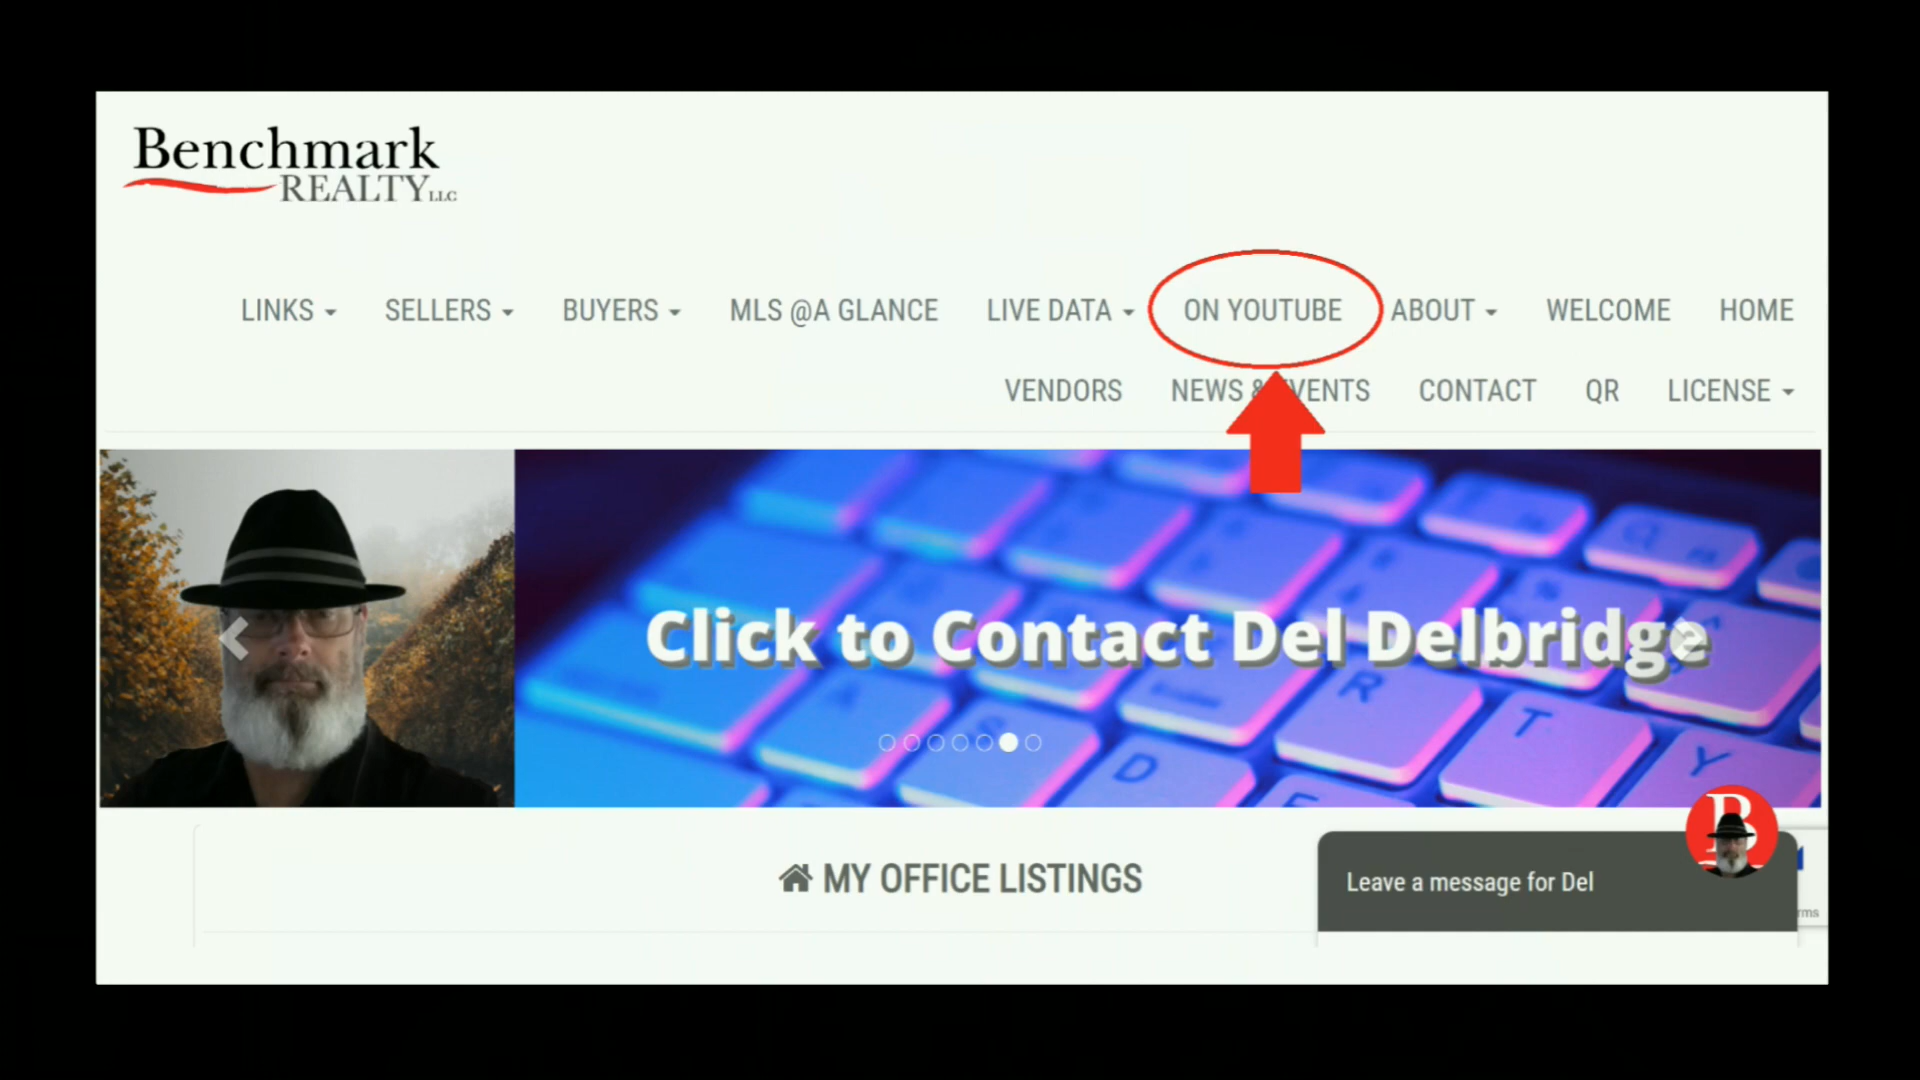 Benchmark
REALTY LLC
LINKS SELLERS BUYERS MLS @A GLANCE LIVE DATA ON YOUTUBE ABOUT WELCOME HOME
VENDORS NEWS & EVENTS CONTACT QR LICENSE
Click to Contact Del Delbridge
R T Y
D
MY OFFICE LISTINGS
B
Leave a message for Del